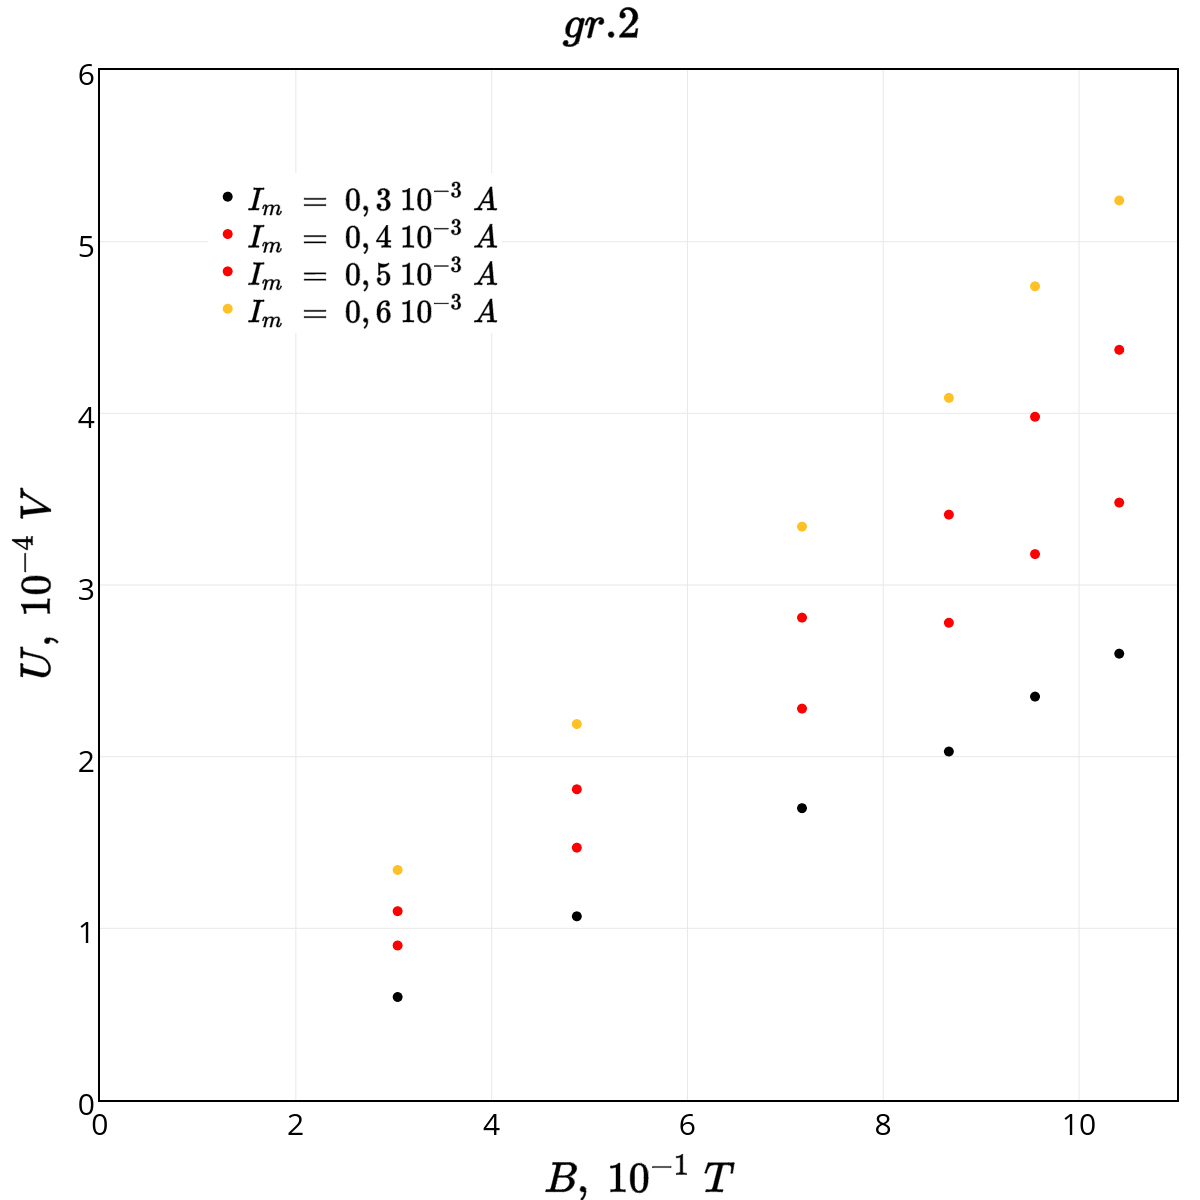 gr.2
6
I_m = 0,3 10^{-3} A
I_m = 0,4 10^{-3} A
I_m = 0,5 10^{-3} A
I_m = 0,6 10^{-3} A
5
4
3
2
1
0
U, 10^{-4} V
0 2 4 6 8 10
B, 10^{-1} T